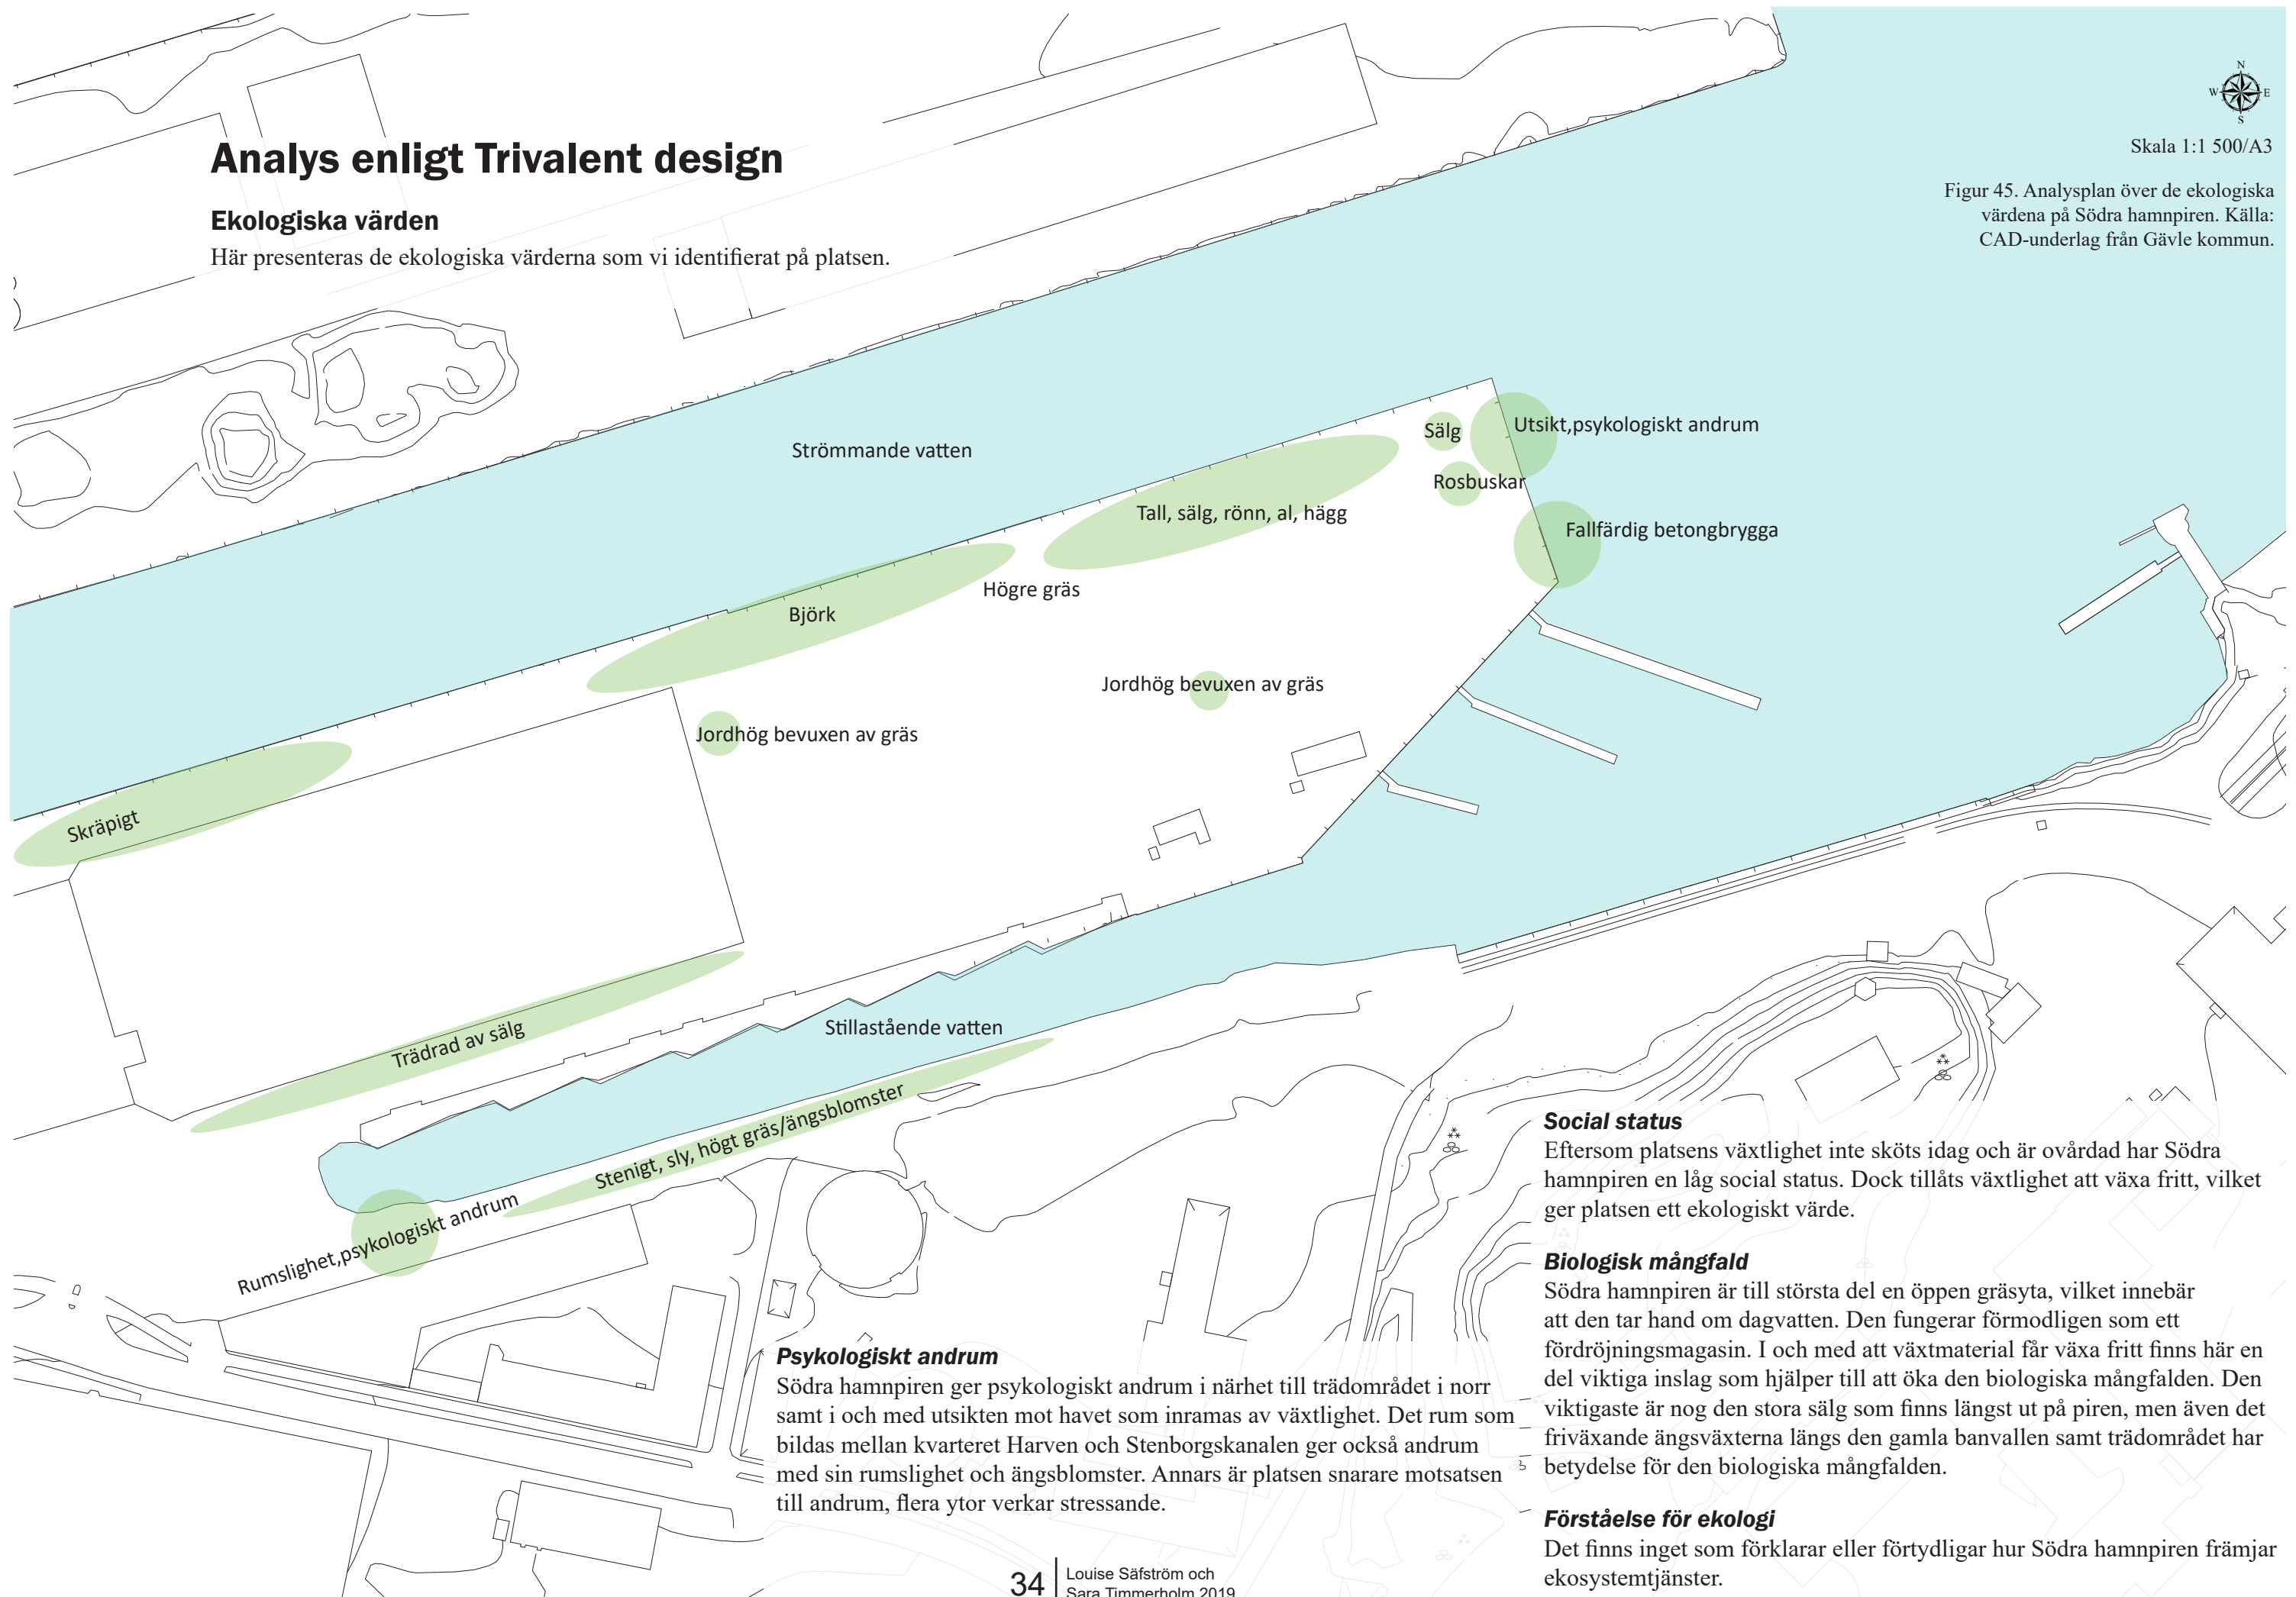 Analys enligt Trivalent design
Ekologiska värden
Här presenteras de ekologiska värderna som vi identifierat på platsen.
N
W E
S
Skala 1:1 500/A3
Figur 45. Analysplan över de ekologiska
värdena på Södra hamnpiren. Källa:
CAD-underlag från Gävle kommun.
Strömmande vatten
Sälg
Utsikt,psykologiskt andrum
Rosbuskar
Tall, sälg, rönn, al, hägg
Fallfärdig betongbrygga
Högre gräs
Björk
Jordhög bevuxen av gräs
Jordhög bevuxen av gräs
Skräpigt
Trädrad av sälg
Stillastående vatten
Stenigt, sly, högt gräs/ängsblomster
Rumslighet,psykologiskt andrum
Psykologiskt andrum
Södra hamnpiren ger psykologiskt andrum i närhet till trädområdet i norr
samt i och med utsikten mot havet som inramas av växtlighet. Det rum som
bildas mellan kvarteret Harven och Stenborgskanalen ger också andrum
med sin rumslighet och ängsblomster. Annars är platsen snarare motsatsen
till andrum, flera ytor verkar stressande.
Social status
Eftersom platsens växtlighet inte sköts idag och är ovårdad har Södra
hamnpiren en låg social status. Dock tillåts växtlighet att växa fritt, vilket
ger platsen ett ekologiskt värde.
Biologisk mångfald
Södra hamnpiren är till största del en öppen gräsyta, vilket innebär
att den tar hand om dagvatten. Den fungerar förmodligen som ett
fördröjningsmagasin. I och med att växtmaterial får växa fritt finns här en
del viktiga inslag som hjälper till att öka den biologiska mångfalden. Den
viktigaste är nog den stora sälg som finns längst ut på piren, men även det
friväxande ängsväxterna längs den gamla banvallen samt trädområdet har
betydelse för den biologiska mångfalden.
Förståelse för ekologi
Det finns inget som förklarar eller förtydligar hur Södra hamnpiren främjar
ekosystemtjänster.
34
Louise Säfström och
Sara Timmerholm 2019